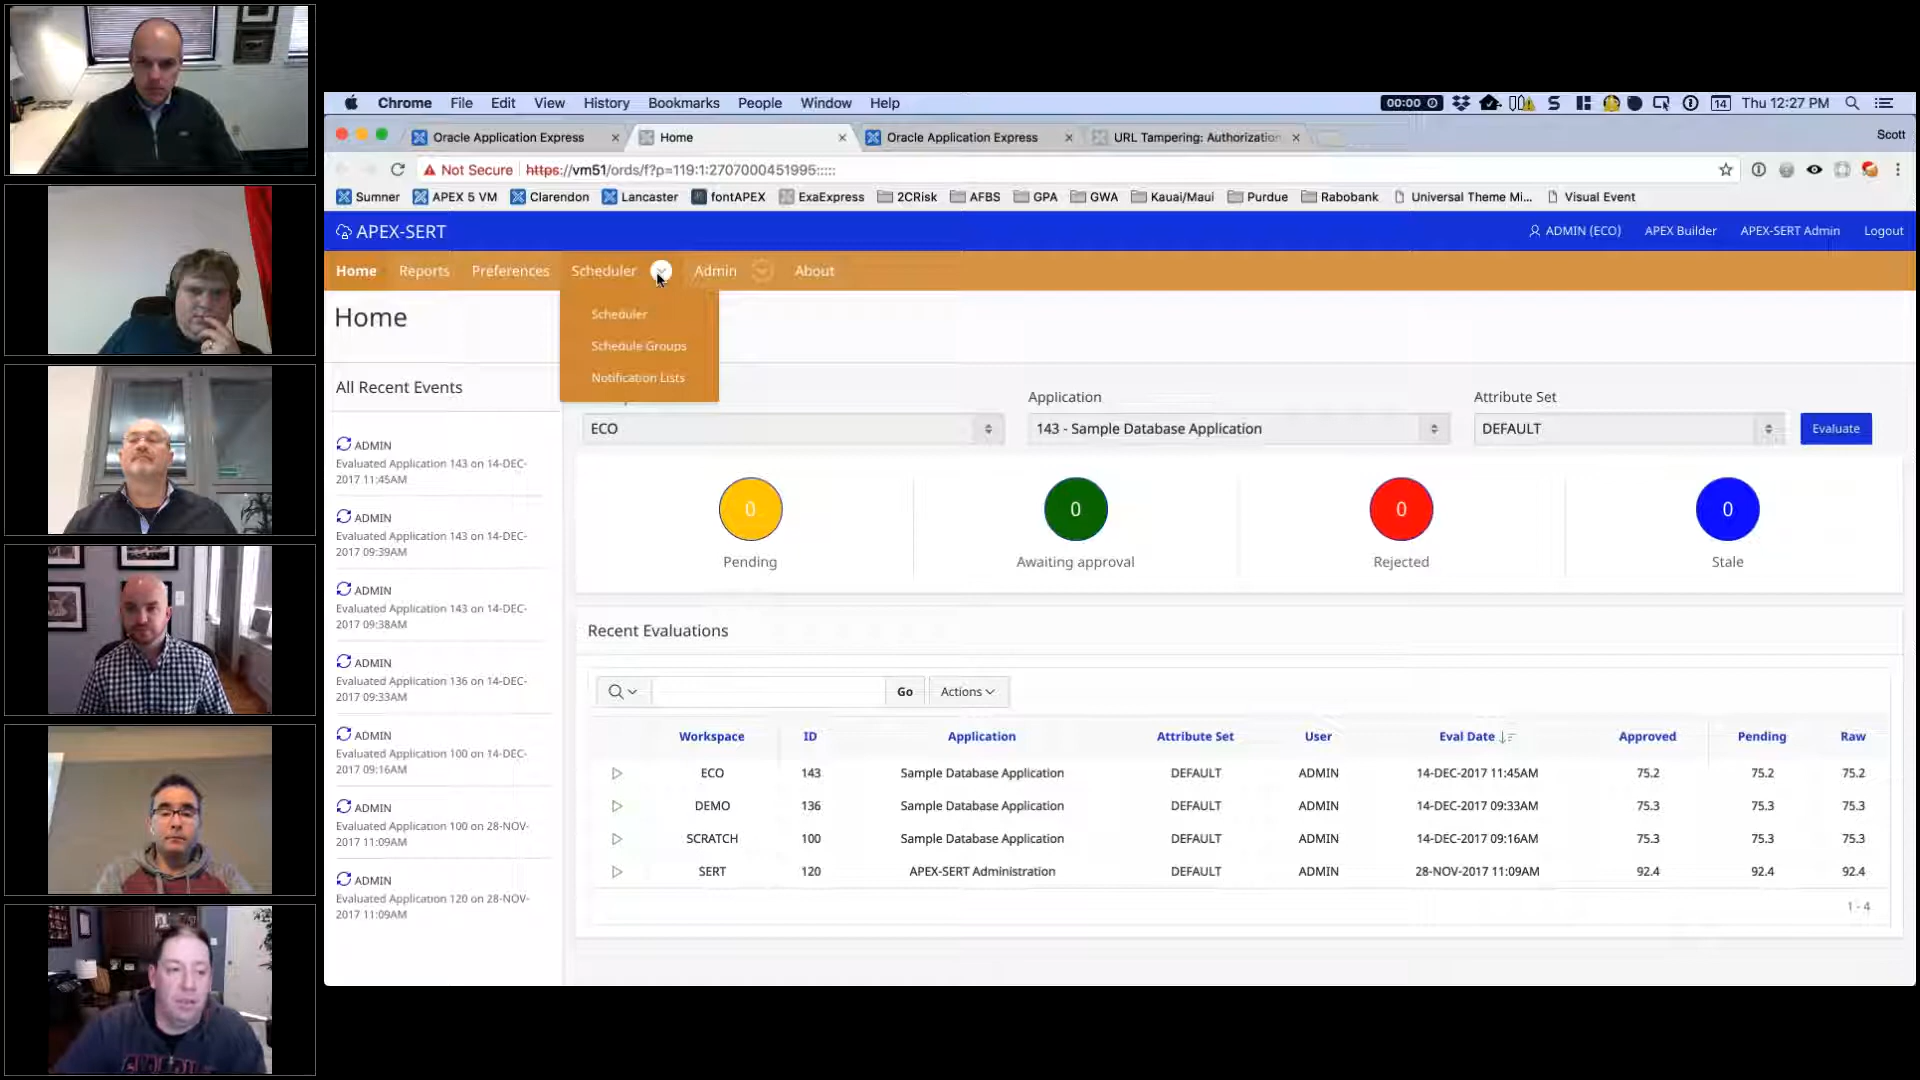 Chrome File Edit View History Bookmarks People Window Help
00:00 14 Thu 12:27 PM
Oracle Application Express
Home
Oracle Application Express
URL Tampering: Authorization
Scott
Not Secure https://vm51/ords/f?p=119:1:2707000451995:::::
Sumner APEX 5 VM Clarendon Lancaster fontAPEX ExaExpress 2CRisk AFBS GPA GWA Kauai/Maui Purdue Rabobank Universal Theme Mi... Visual Event
APEX-SERT
ADMIN (ECO) APEX Builder APEX-SERT Admin Logout
Home Reports Preferences Scheduler Admin About
Scheduler
Schedule Groups
Notification Lists
Home
All Recent Events
ADMIN
Evaluated Application 143 on 14-DEC-
2017 11:45AM
ADMIN
Evaluated Application 143 on 14-DEC-
2017 09:39AM
ADMIN
Evaluated Application 143 on 14-DEC-
2017 09:38AM
ADMIN
Evaluated Application 136 on 14-DEC-
2017 09:33AM
ADMIN
Evaluated Application 100 on 14-DEC-
2017 09:16AM
ADMIN
Evaluated Application 100 on 28-NOV-
2017 11:09AM
ADMIN
Evaluated Application 120 on 28-NOV-
2017 11:09AM
Application Attribute Set
ECO 143 - Sample Database Application DEFAULT Evaluate
0 0 0 0
Pending Awaiting approval Rejected Stale
Recent Evaluations
Go Actions
Workspace ID Application Attribute Set User Eval Date Approved Pending Raw
ECO 143 Sample Database Application DEFAULT ADMIN 14-DEC-2017 11:45AM 75.2 75.2 75.2
DEMO 136 Sample Database Application DEFAULT ADMIN 14-DEC-2017 09:33AM 75.3 75.3 75.3
SCRATCH 100 Sample Database Application DEFAULT ADMIN 14-DEC-2017 09:16AM 75.3 75.3 75.3
SERT 120 APEX-SERT Administration DEFAULT ADMIN 28-NOV-2017 11:09AM 92.4 92.4 92.4
1 - 4